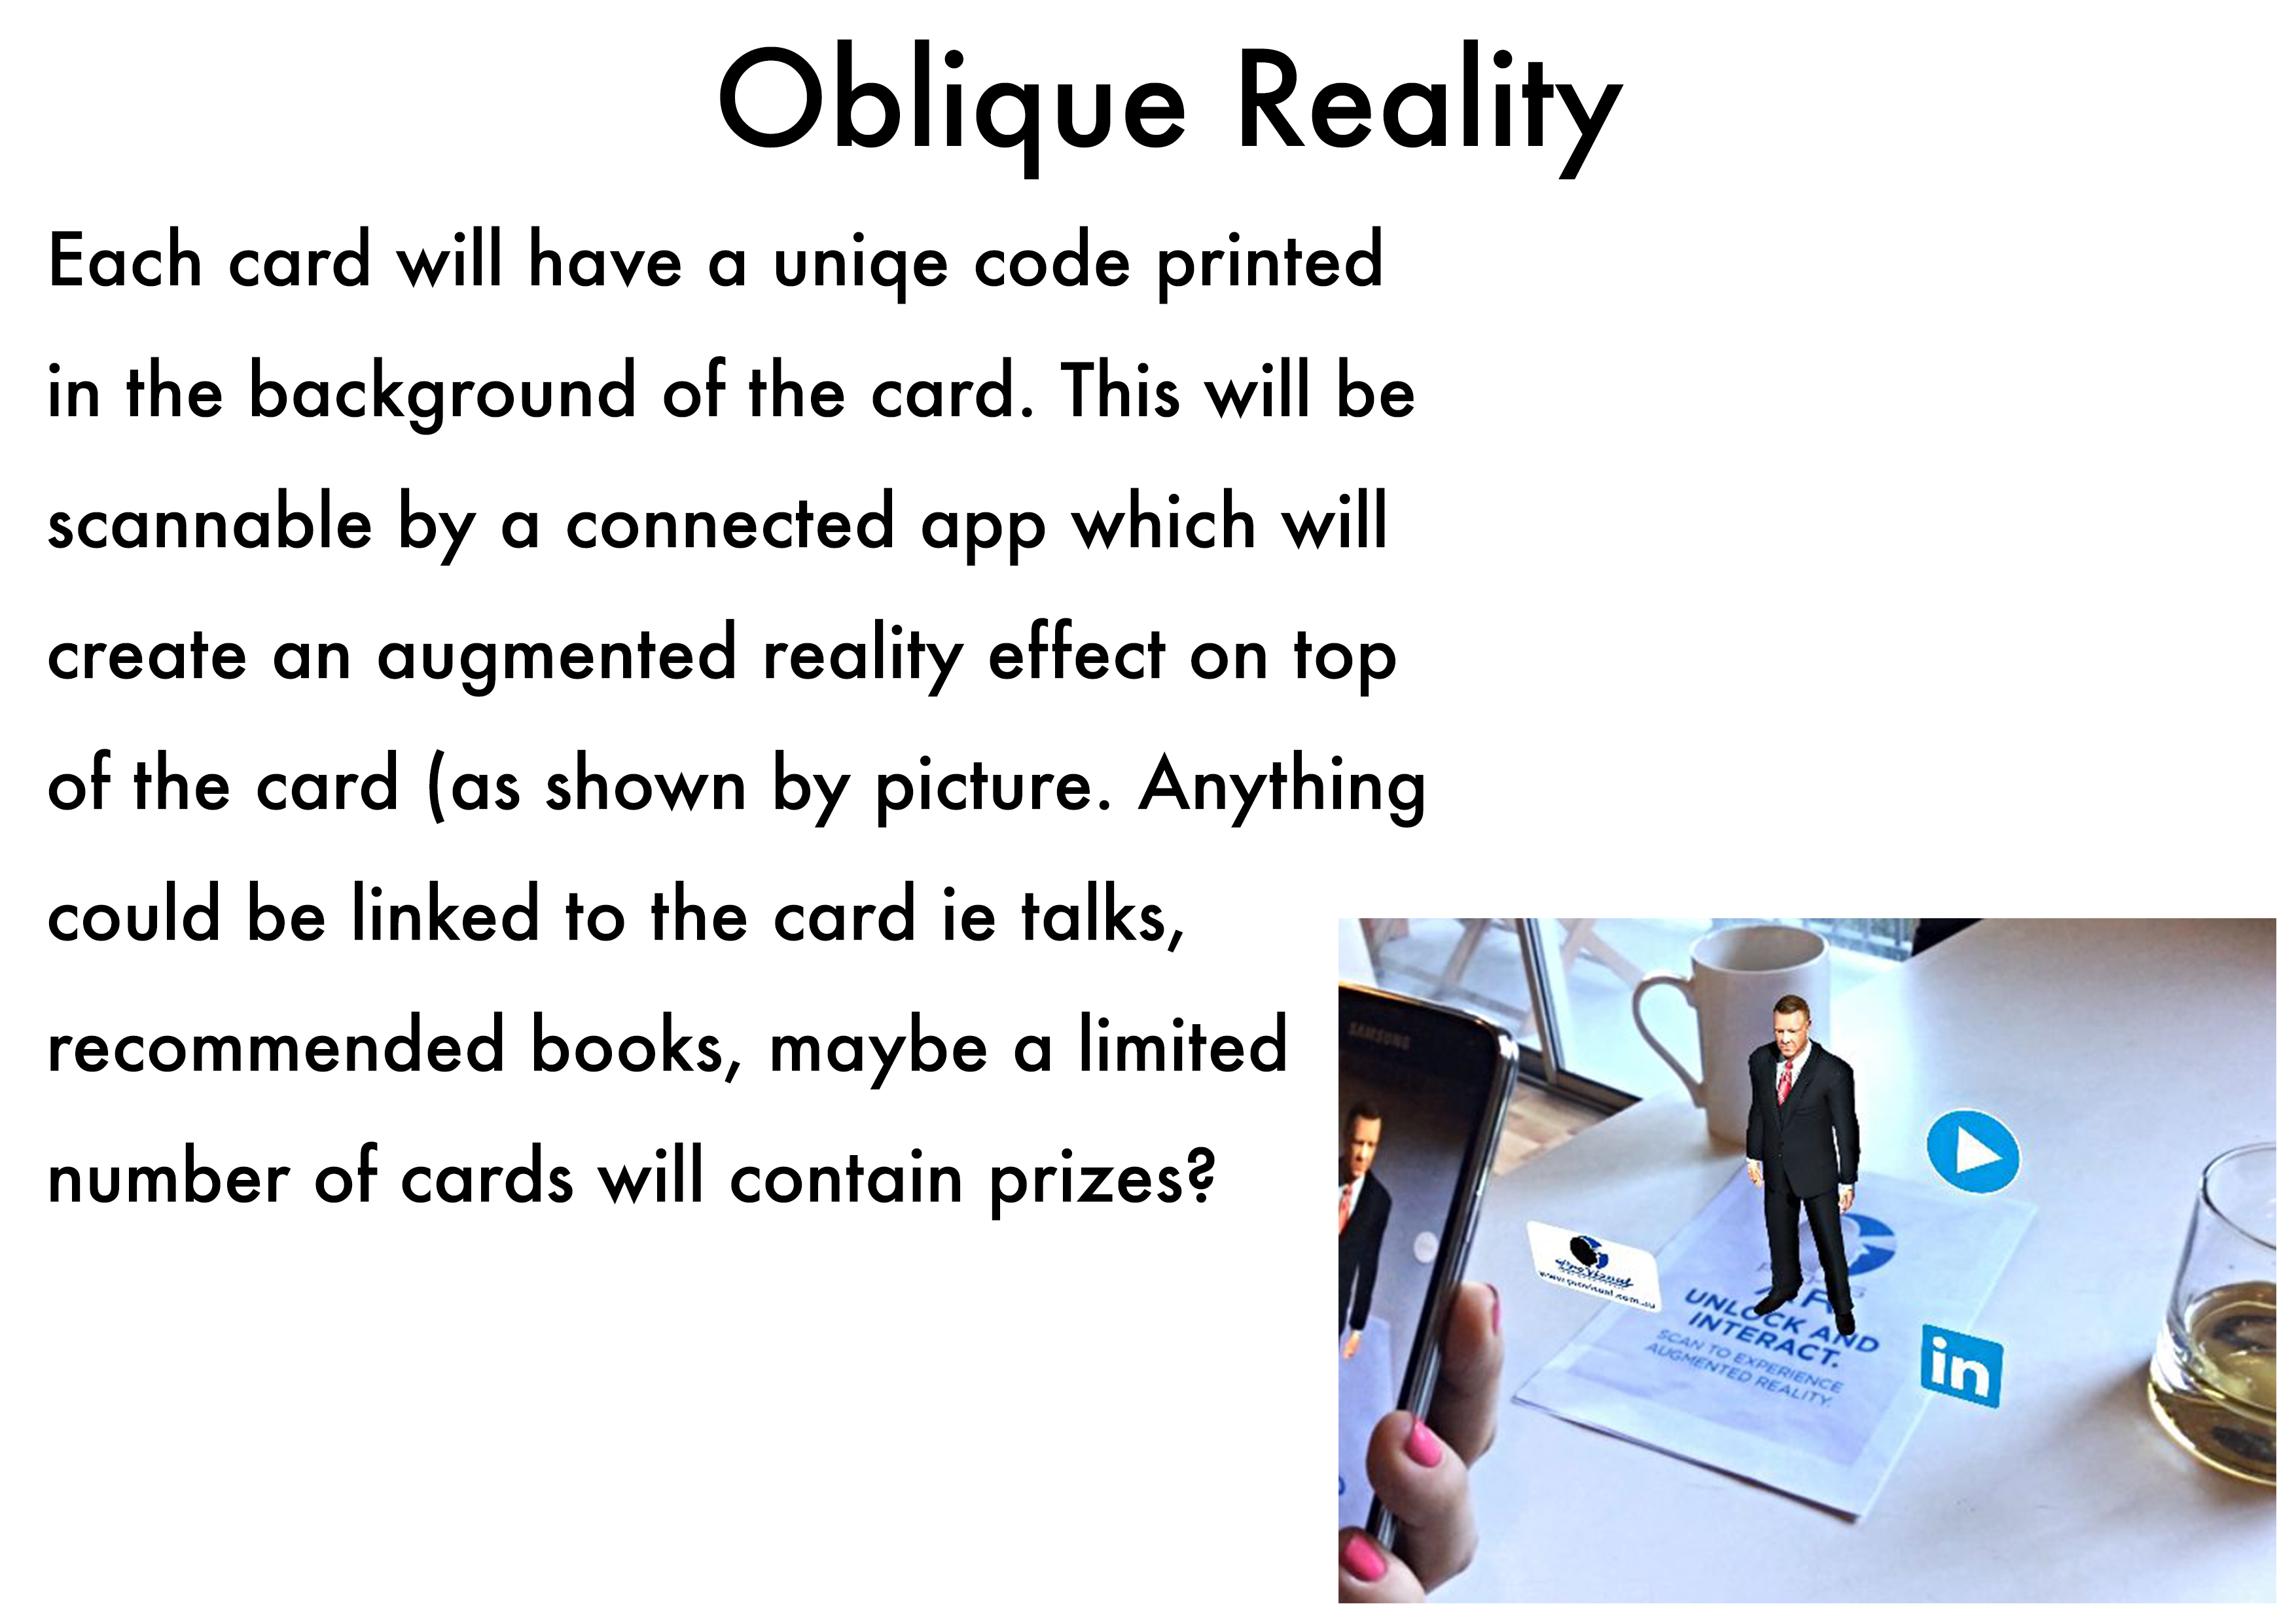 Oblique Reality
Each card will have a uniqe code printed
in the background of the card. This will be
scannable by a connected app which will
create an augmented reality effect on top
of the card (as shown by picture. Anything
could be linked to the card ie talks,
recommended books, maybe a limited
number of cards will contain prizes?
SAMSUNG
UNLOCK AND
INTERACT.
SCAN TO EXPERIENCE
AUGMENTED REALITY.
in